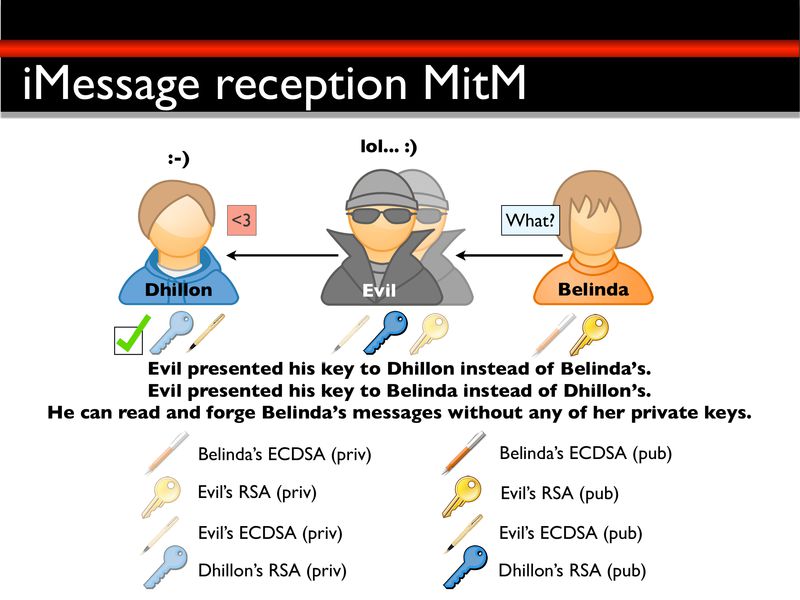 iMessage reception MitM
:-)
lol... :)
<3
What?
Dhillon
Evil
Belinda
Evil presented his key to Dhillon instead of Belinda’s.
Evil presented his key to Belinda instead of Dhillon’s.
He can read and forge Belinda’s messages without any of her private keys.
Belinda’s ECDSA (priv)
Belinda’s ECDSA (pub)
Evil’s RSA (priv)
Evil’s RSA (pub)
Evil’s ECDSA (priv)
Evil’s ECDSA (pub)
Dhillon’s RSA (priv)
Dhillon’s RSA (pub)